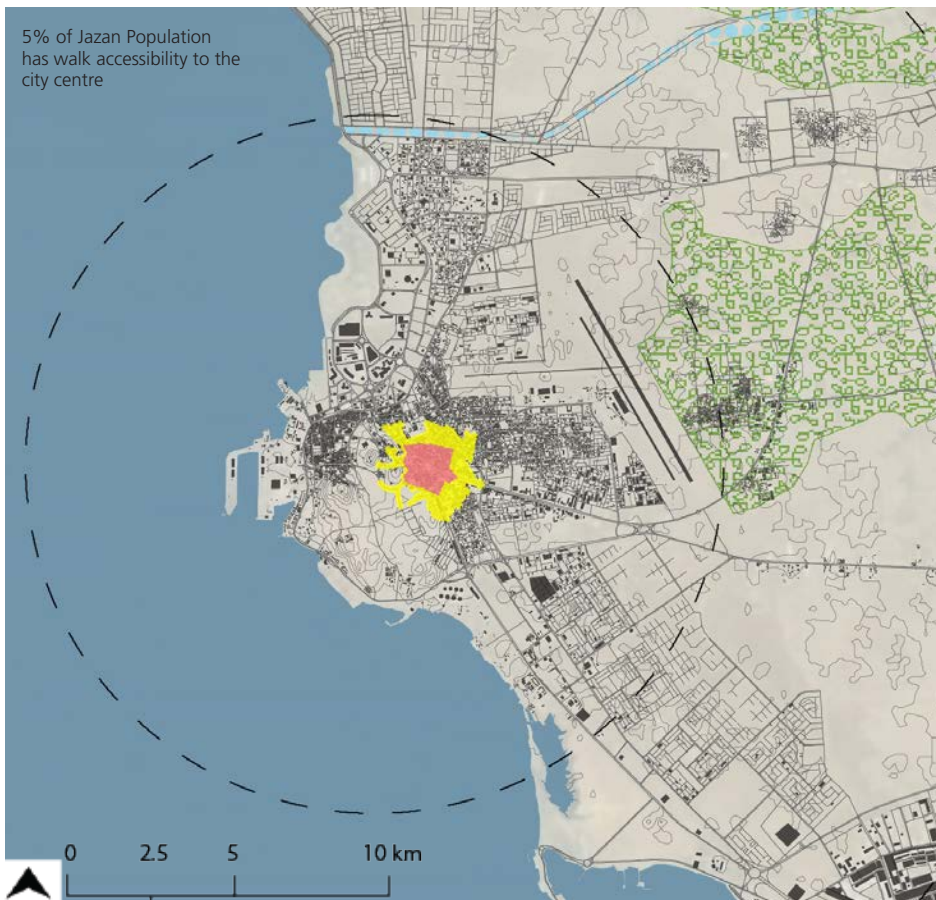 5% of Jazan Population
has walk accessibility to the
city centre
0 2.5 5 10 km